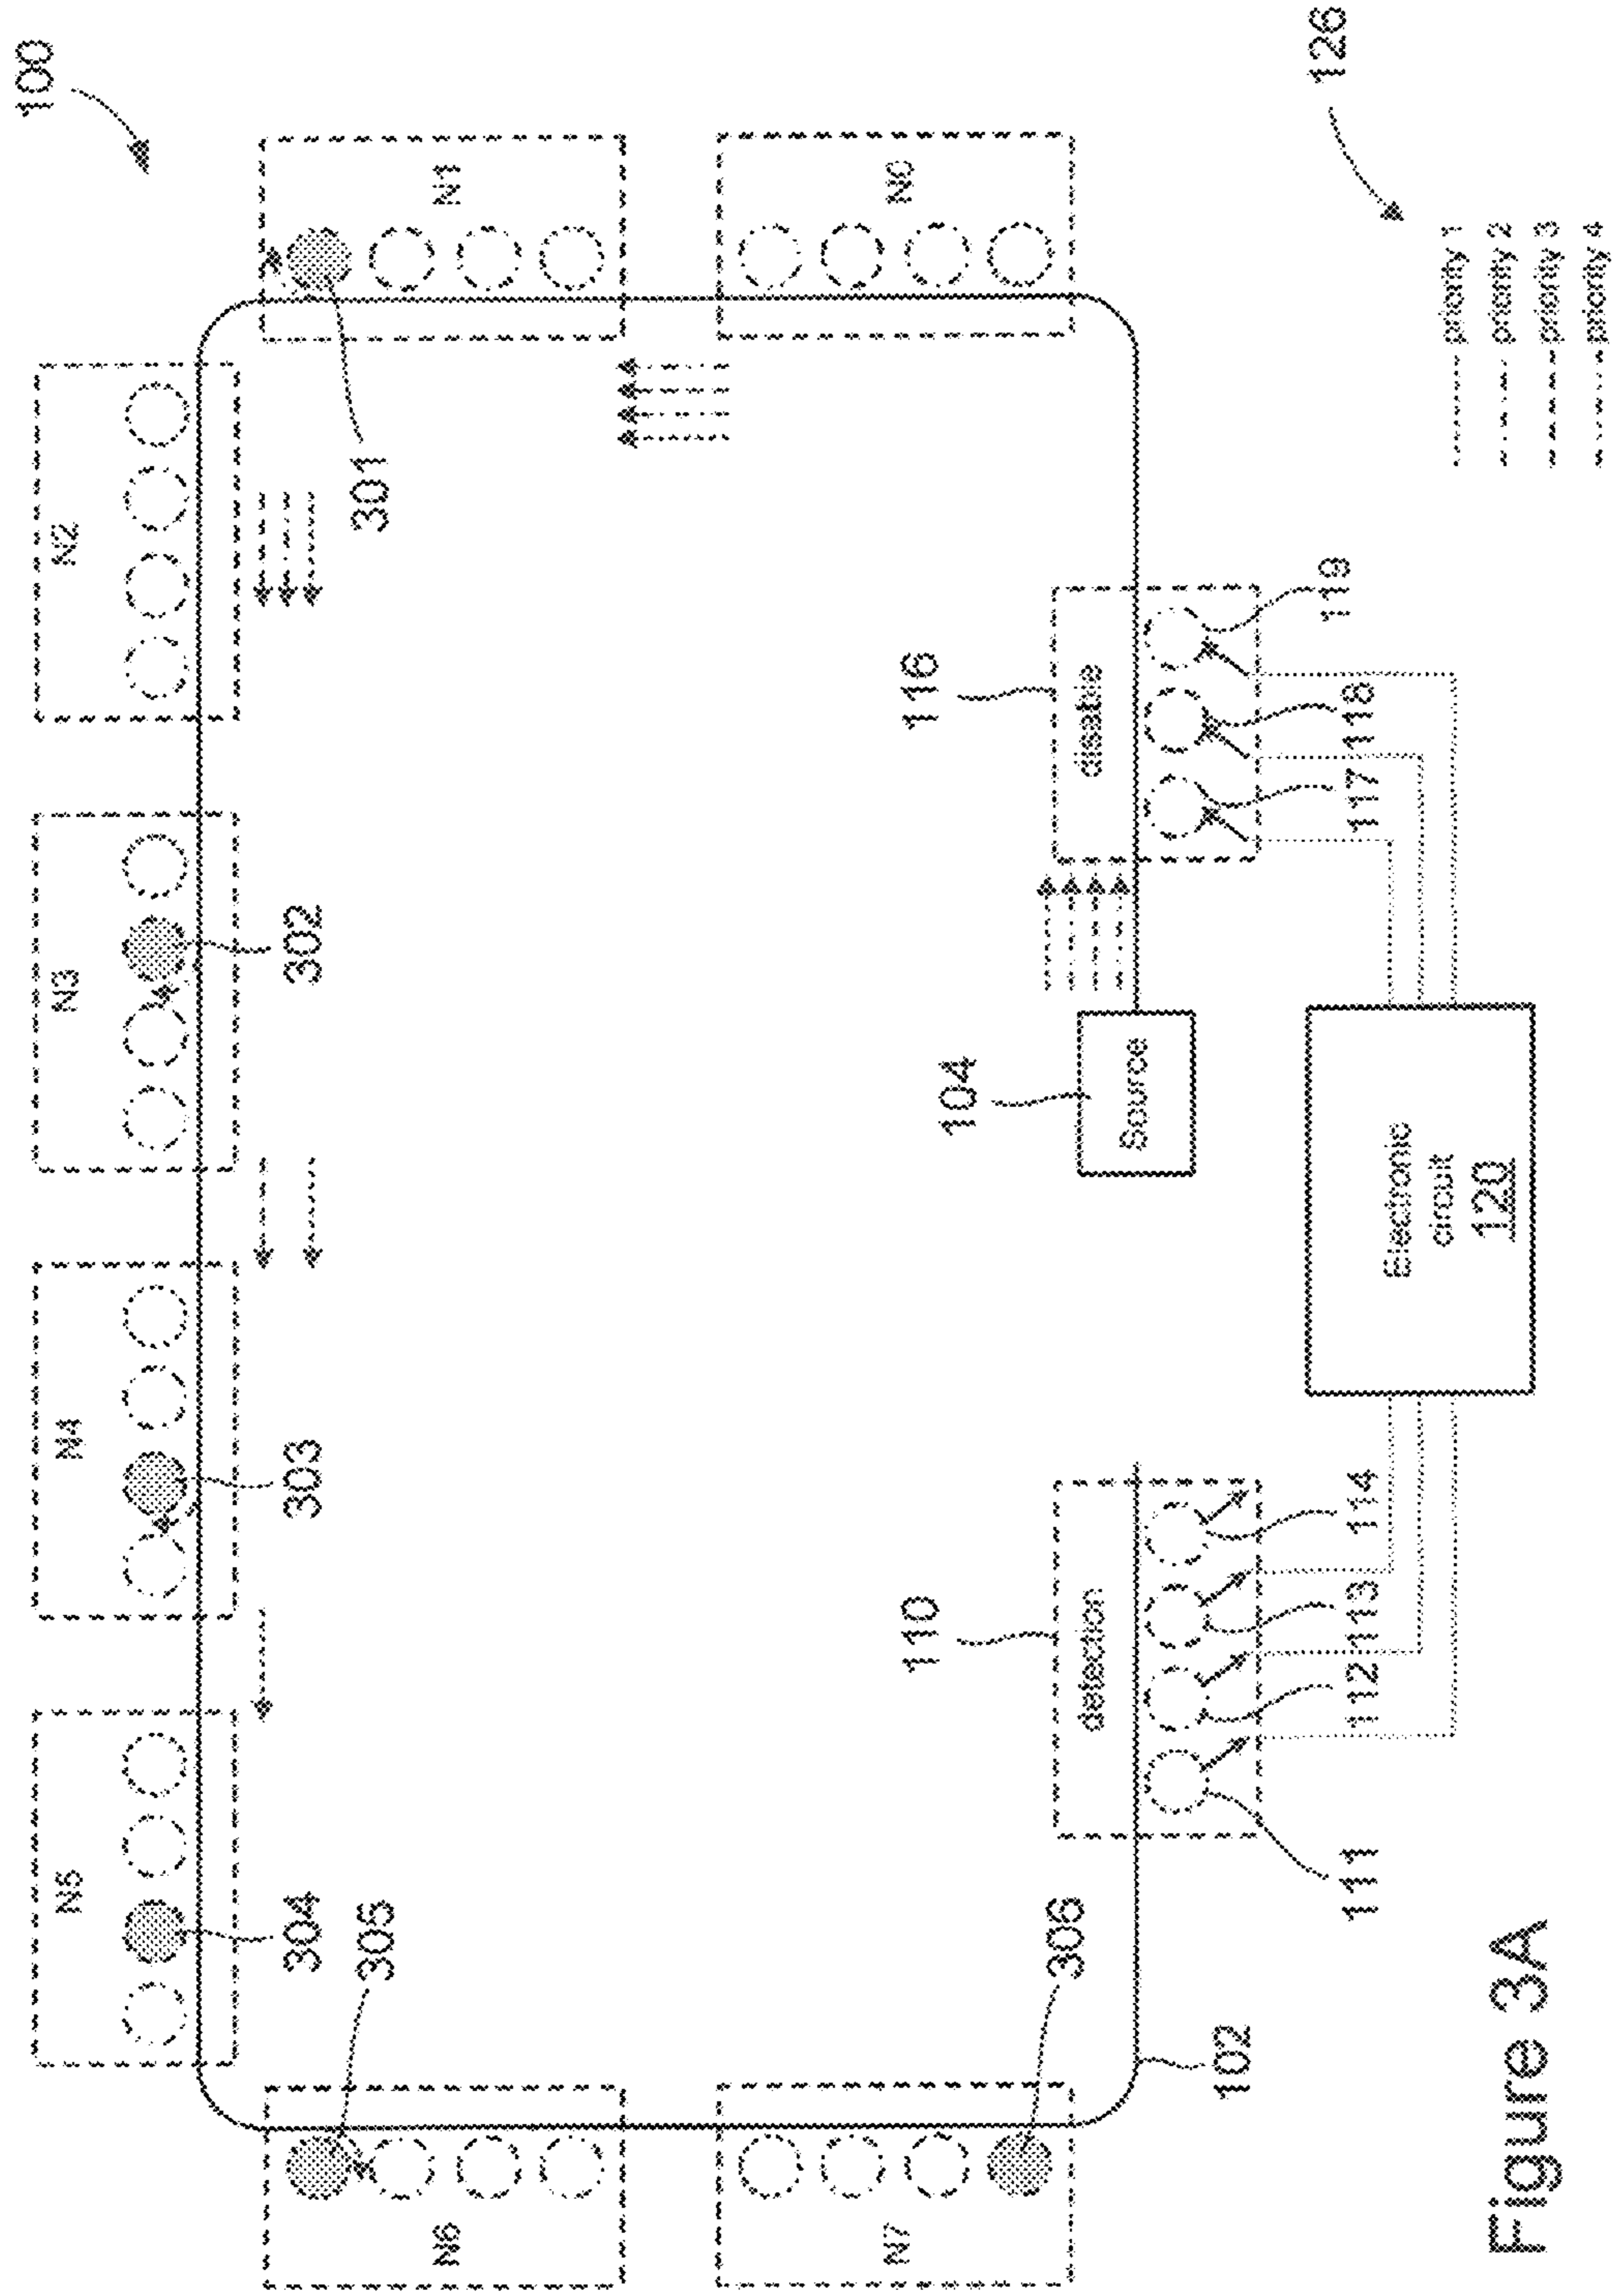 100
N6
N5
N4
N3
N2
N1
N7
N0
305
304
303
302
301
306
110
detection
104
Source
116
disable
102
111
112
113
114
Electronic
circuit
120
117
118
119
126
priority 1
priority 2
priority 3
priority 4
Figure 3A